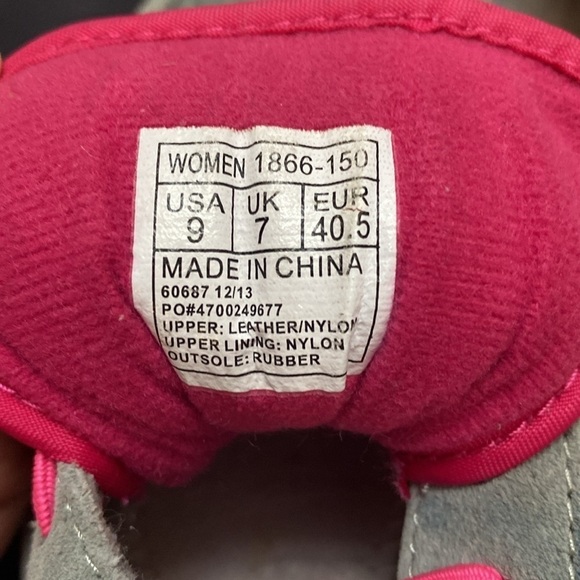 WOMEN 1866-150
USA UK EUR
9 7 40.5
MADE IN CHINA
60687 12/13
PO#4700249677
UPPER: LEATHER/NYLON
UPPER LINING: NYLON
OUTSOLE: RUBBER